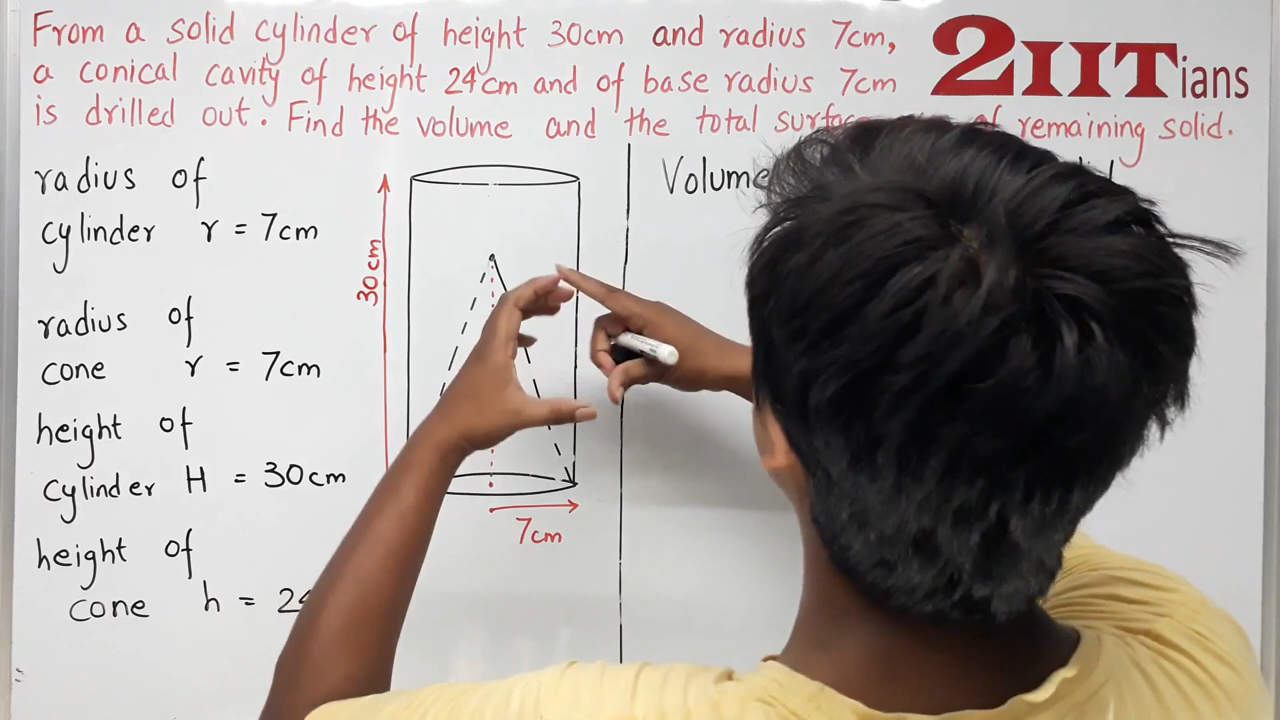 From a solid cylinder of height 30cm and radius 7cm,
a conical cavity of height 24cm and of base radius 7cm
is drilled out. Find the volume and the total of remaining solid.
2IITians
radius of
cylinder r = 7cm
radius of
cone r = 7cm
height of
cylinder H = 30cm
height of
cone h =
30cm
7cm
Volume